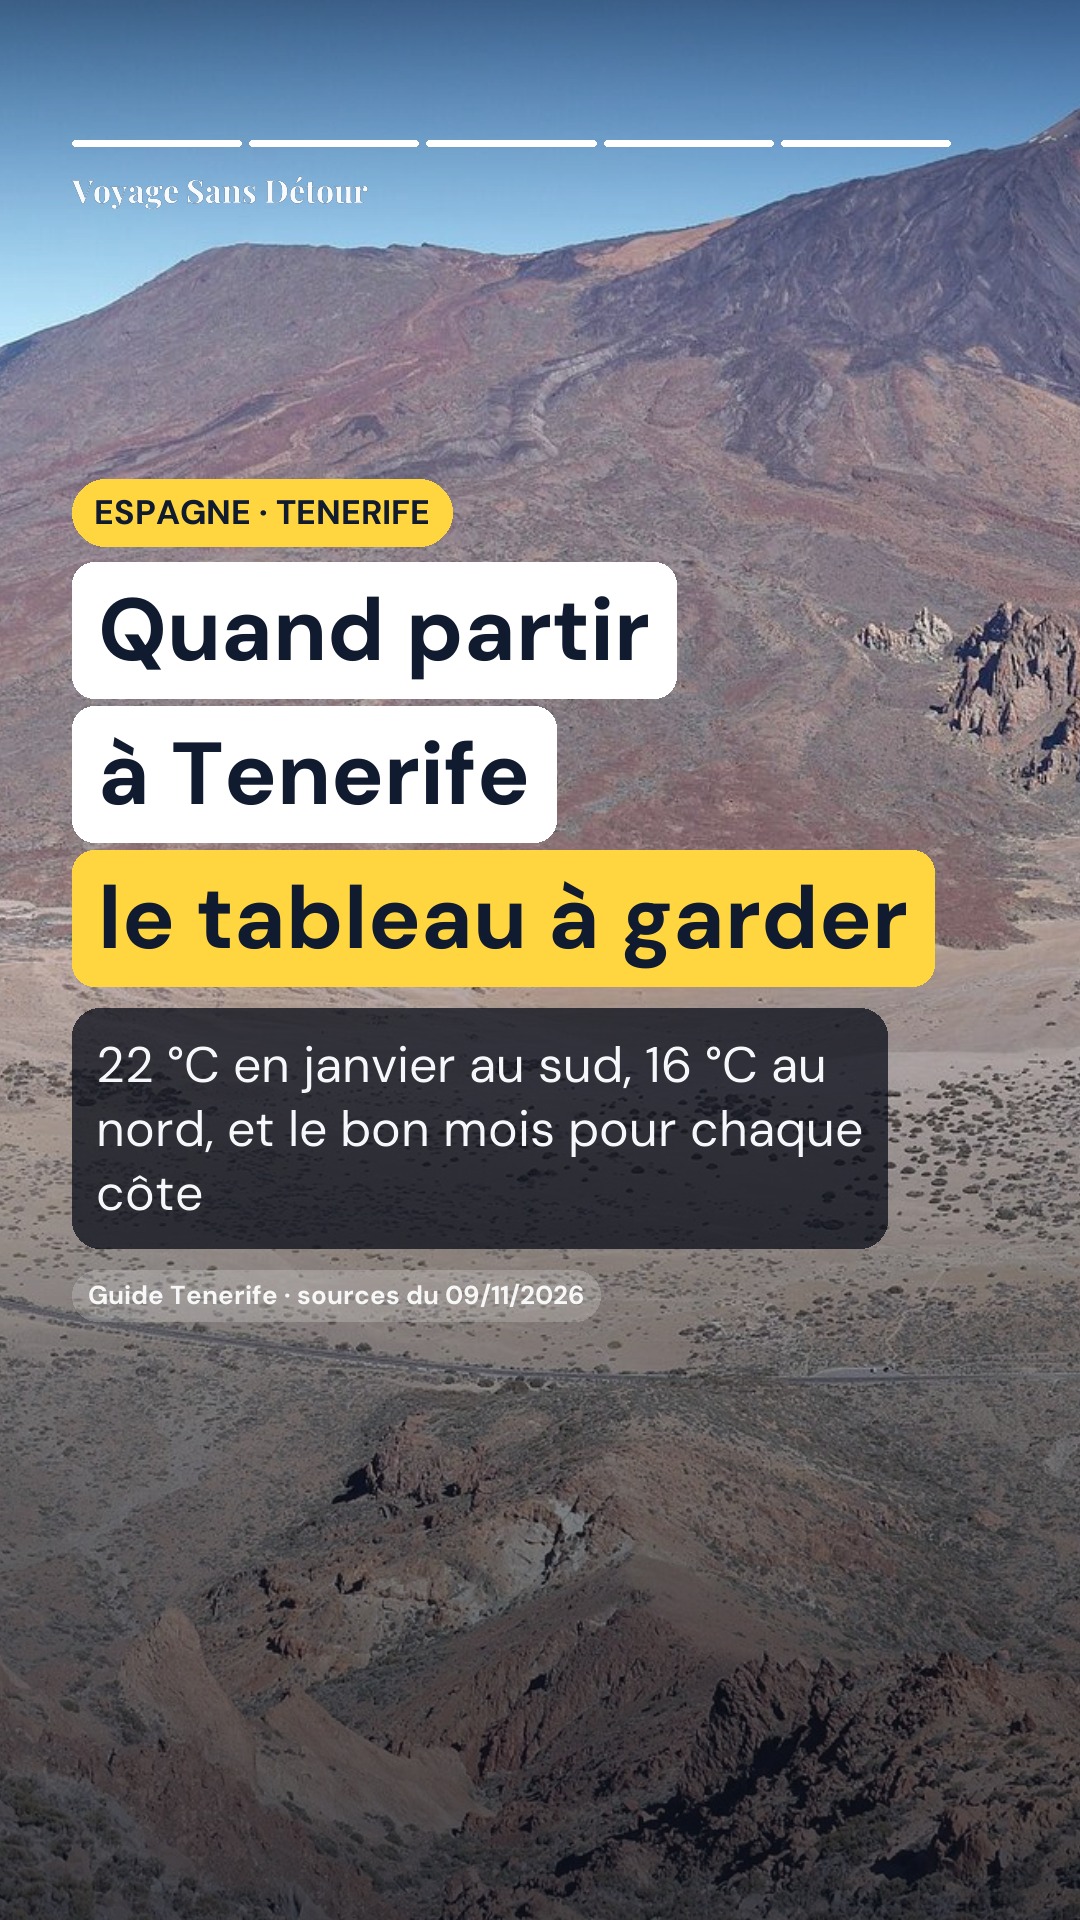 Voyage Sans Détour
ESPAGNE · TENERIFE
Quand partir
à Tenerife
le tableau à garder
22 °C en janvier au sud, 16 °C au
nord, et le bon mois pour chaque
côte
Guide Tenerife · sources du 09/11/2026